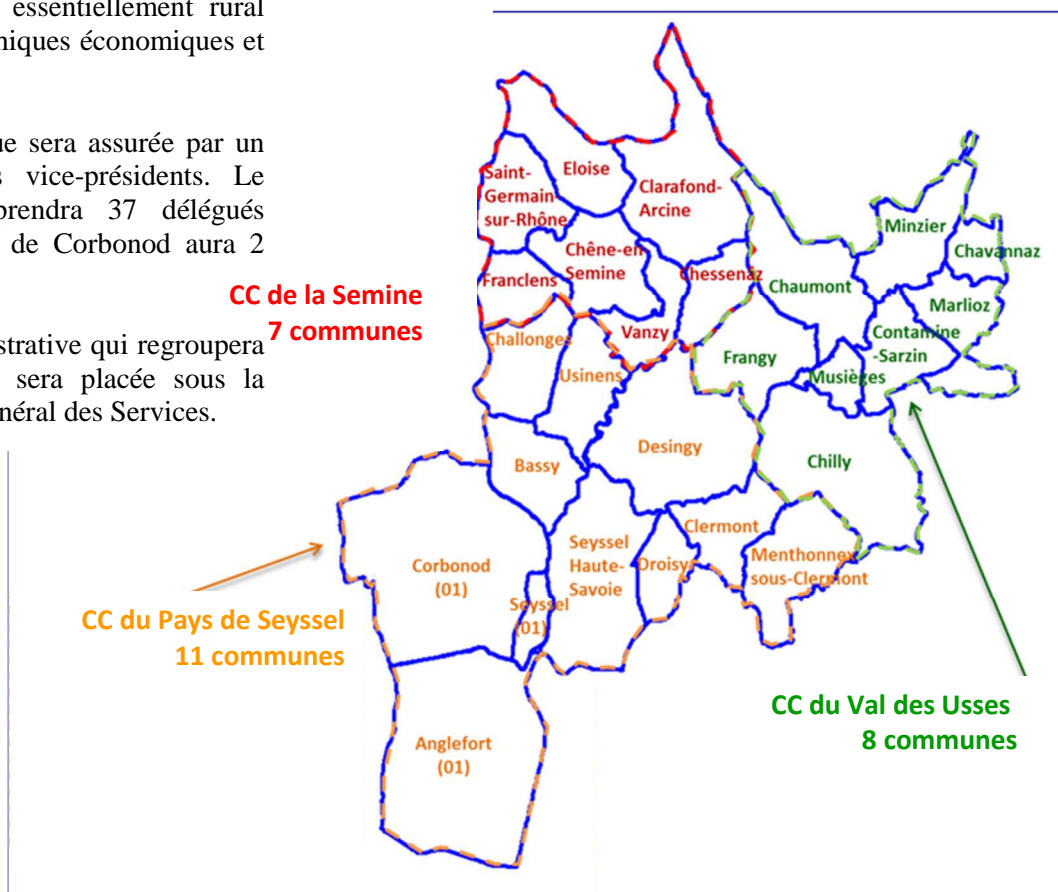 essentiellement rural
niques économiques et
ue sera assurée par un
s vice-présidents. Le
prendra 37 délégués
de Corbonod aura 2
strative qui regroupera
sera placée sous la
énéral des Services.
CC de la Semine
7 communes
Saint-
Germain-
sur-Rhône
Eloise
Clarafond-
Arcine
Chêne-en-
Semine
Franclens
Chessenaz
Vanzy
Minzier
Chavannaz
Chaumont
Marlioz
Contamine
-Sarzin
Frangy
Musièges
Chilly
Challonges
Usinens
Bassy
Desingy
Corbonod
(01)
Seyssel
(01)
Seyssel
Haute-
Savoie
Droisy
Clermont
Menthonnex
sous-Clermont
Anglefort
(01)
CC du Pays de Seyssel
11 communes
CC du Val des Usses
8 communes